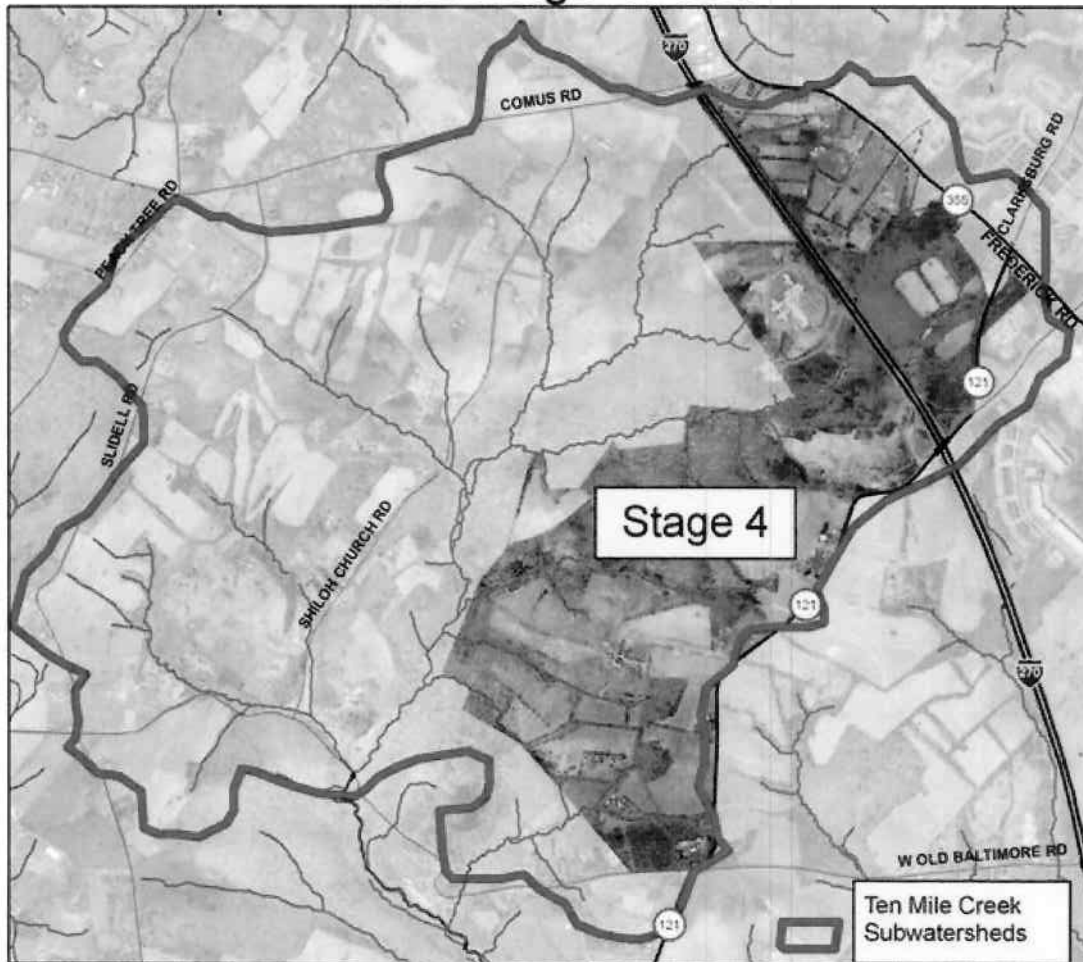 270
COMUS RD
CLARKSBURG RD
355
PEACH TREE RD
FREDERICK RD
121
SLIDELL RD
Stage 4
SHILOH CHURCH RD
121
270
W OLD BALTIMORE RD
Ten Mile Creek
Subwatersheds
121